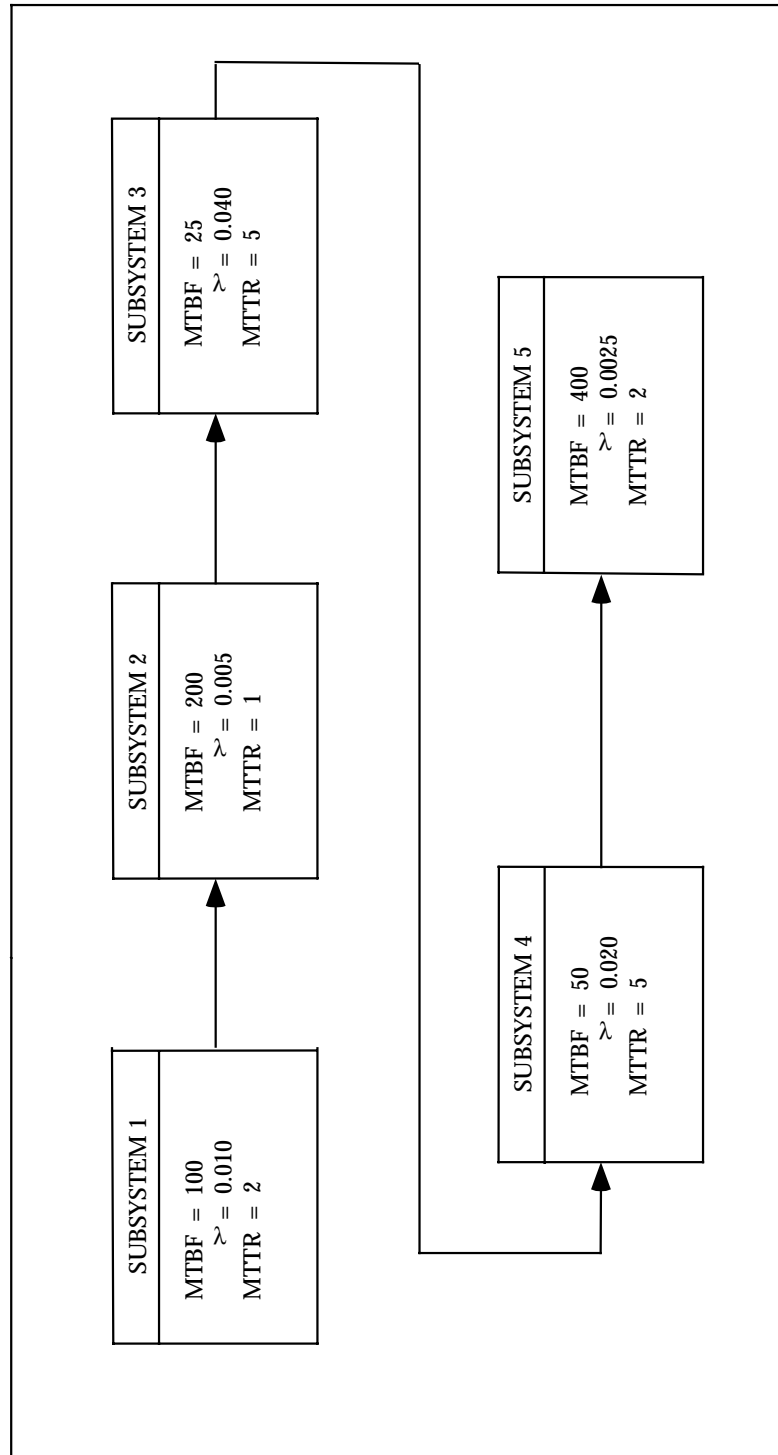 SUBSYSTEM 1
MTBF = 100
λ = 0.010
MTTR = 2
SUBSYSTEM 2
MTBF = 200
λ = 0.005
MTTR = 1
SUBSYSTEM 3
MTBF = 25
λ = 0.040
MTTR = 5
SUBSYSTEM 4
MTBF = 50
λ = 0.020
MTTR = 5
SUBSYSTEM 5
MTBF = 400
λ = 0.0025
MTTR = 2